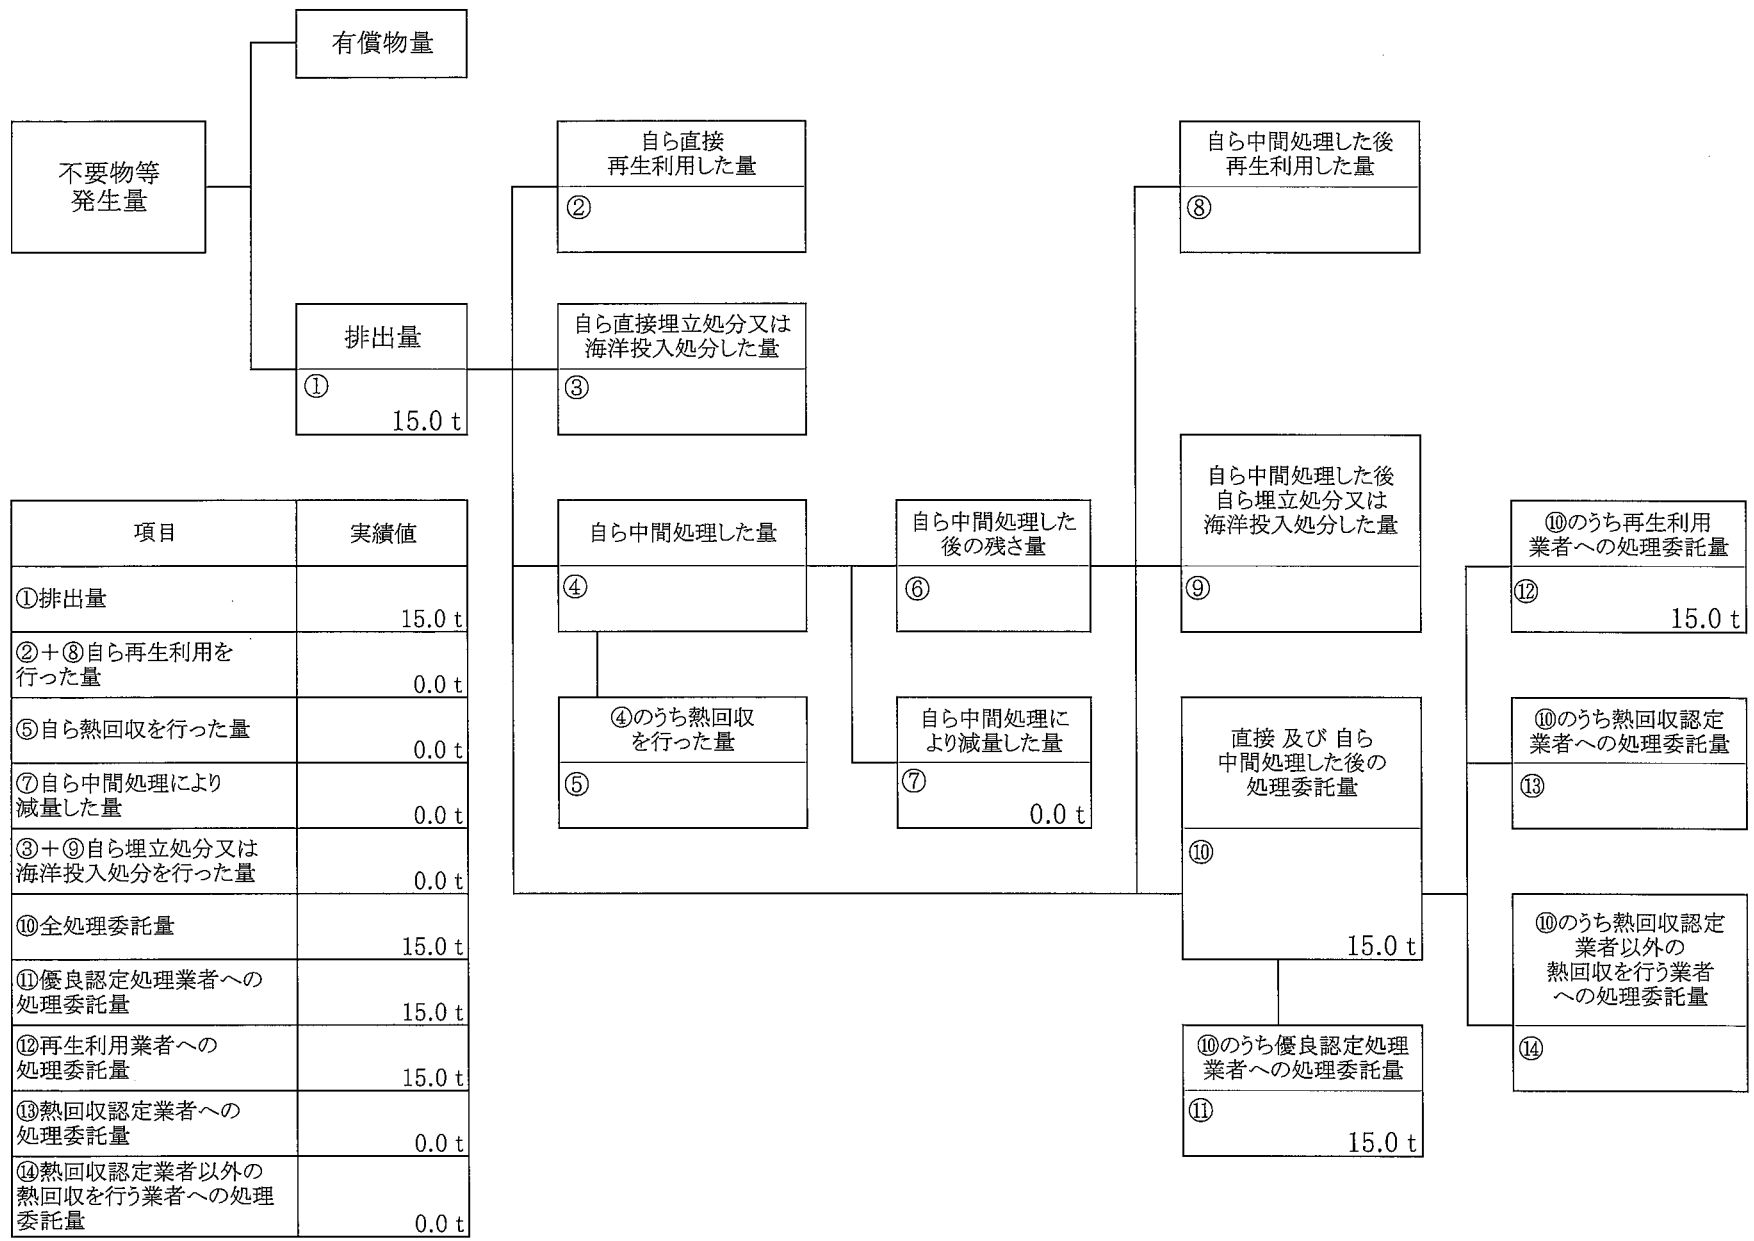 有償物量
不要物等
発生量
排出量
①
15.0 t
自ら直接
再生利用した量
②
自ら直接埋立処分又は
海洋投入処分した量
③
自ら中間処理した量
④
④のうち熱回収
を行った量
⑤
自ら中間処理した
後の残さ量
⑥
自ら中間処理に
より減量した量
⑦
0.0 t
自ら中間処理した後
再生利用した量
⑧
自ら中間処理した後
自ら埋立処分又は
海洋投入処分した量
⑨
直接 及び 自ら
中間処理した後の
処理委託量
⑩
15.0 t
⑩のうち優良認定処理
業者への処理委託量
⑪
15.0 t
⑩のうち再生利用
業者への処理委託量
⑫
15.0 t
⑩のうち熱回収認定
業者への処理委託量
⑬
⑩のうち熱回収認定
業者以外の
熱回収を行う業者
への処理委託量
⑭
項目 実績値
①排出量
15.0 t
②＋⑧自ら再生利用を
行った量
0.0 t
⑤自ら熱回収を行った量
0.0 t
⑦自ら中間処理により
減量した量
0.0 t
③＋⑨自ら埋立処分又は
海洋投入処分を行った量
0.0 t
⑩全処理委託量
15.0 t
⑪優良認定処理業者への
処理委託量
15.0 t
⑫再生利用業者への
処理委託量
15.0 t
⑬熱回収認定業者への
処理委託量
0.0 t
⑭熱回収認定業者以外の
熱回収を行う業者への処理
委託量
0.0 t